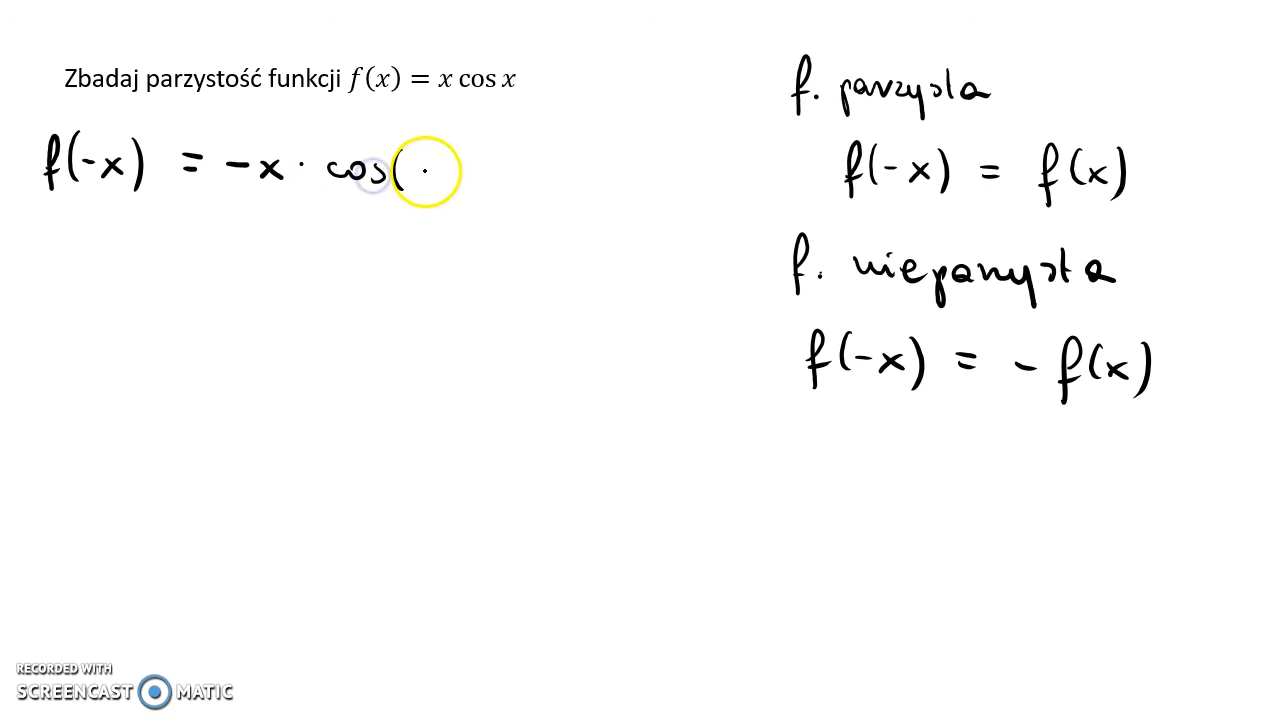 Zbadaj parzystość funkcji f(x) = x cos x
f(-x) = -x · cos(
f. parzysta
f(-x) = f(x)
f. nieparzysta
f(-x) = - f(x)
RECORDED WITH
SCREENCAST MATIC